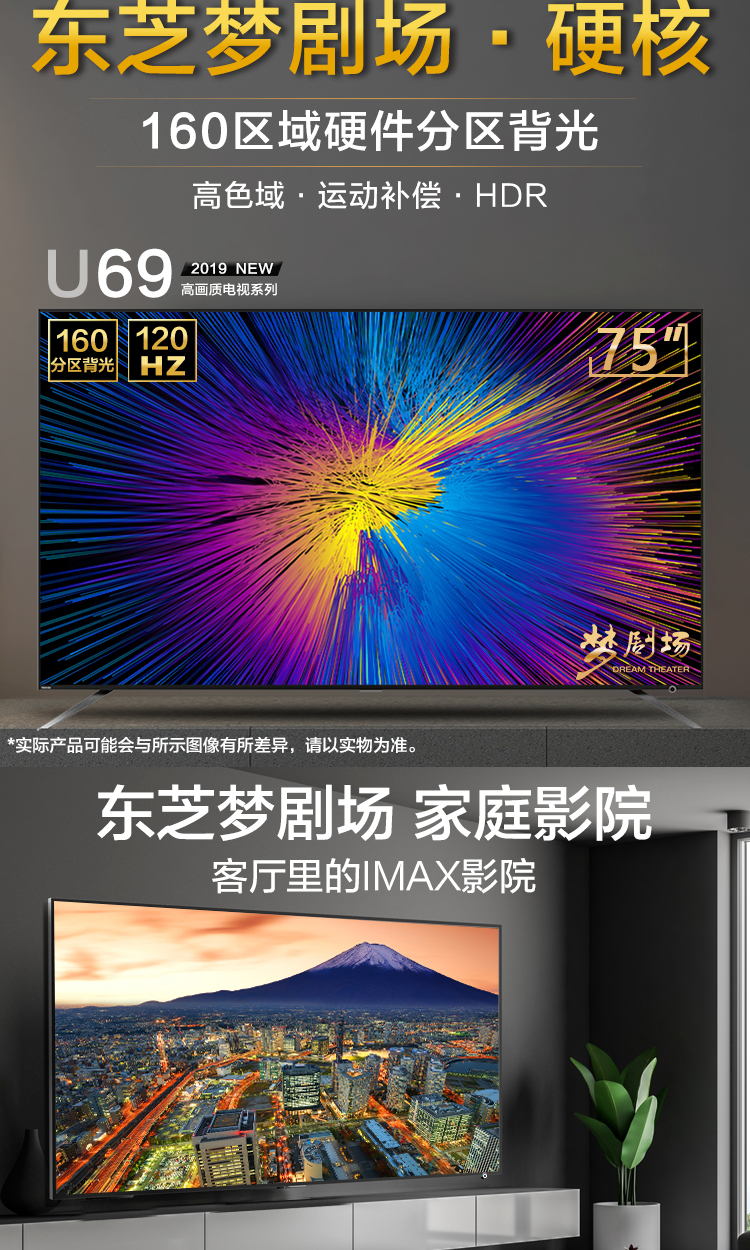 东芝梦剧场·硬核
160区域硬件分区背光
高色域·运动补偿·HDR
U69
2019 NEW
高画质电视系列
160
分区背光
120
HZ
75"
梦剧场
DREAM THEATER
*实际产品可能会与所示图像有所差异，请以实物为准。
东芝梦剧场 家庭影院
客厅里的IMAX影院